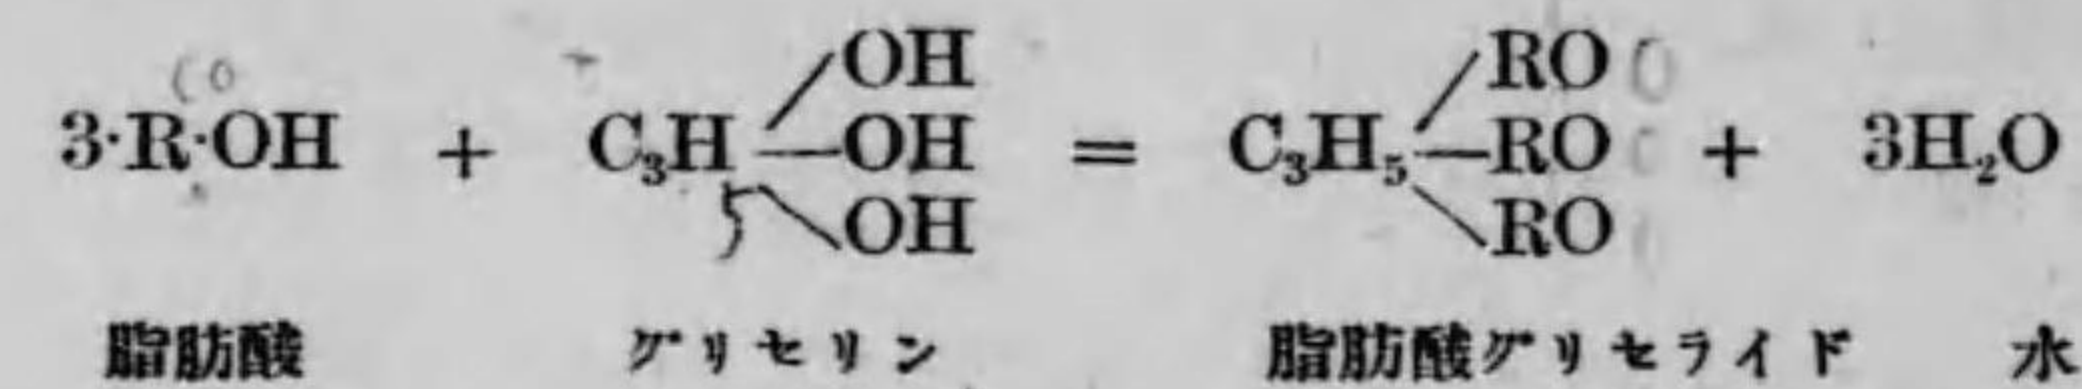 OH RO
3·R·OH + C₃H OH = C₃H₅ RO + 3H₂O
OH RO
脂肪酸 グリセリン 脂肪酸グリセライド 水